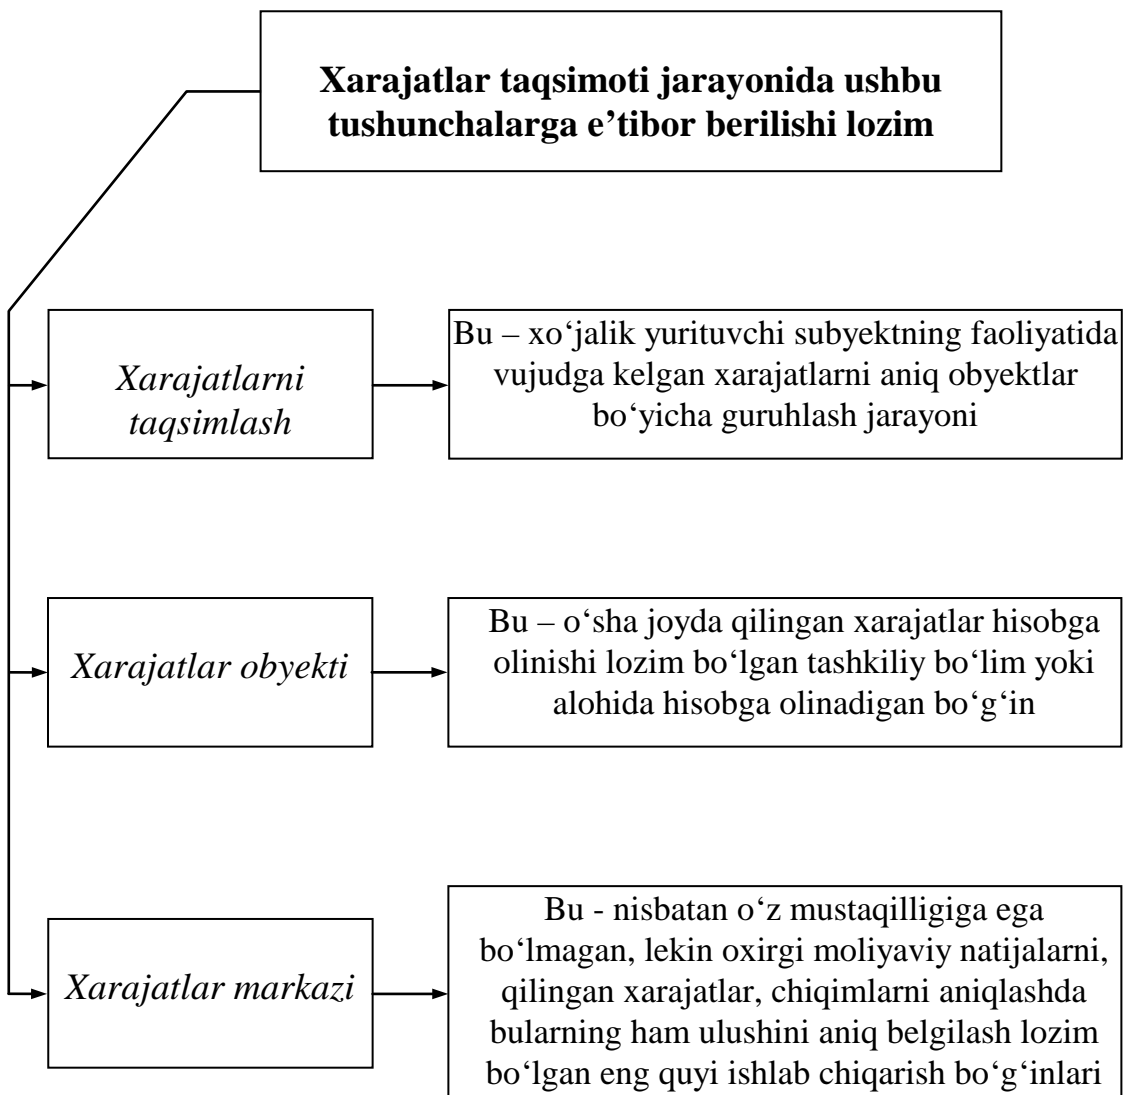 Xarajatlar taqsimoti jarayonida ushbu
tushunchalarga e’tibor berilishi lozim
Xarajatlarni
taqsimlash
Bu – xo‘jalik yurituvchi subyektning faoliyatida
vujudga kelgan xarajatlarni aniq obyektlar
bo‘yicha guruhlash jarayoni
Xarajatlar obyekti
Bu – o‘sha joyda qilingan xarajatlar hisobga
olinishi lozim bo‘lgan tashkiliy bo‘lim yoki
alohida hisobga olinadigan bo‘g‘in
Xarajatlar markazi
Bu - nisbatan o‘z mustaqilligiga ega
bo‘lmagan, lekin oxirgi moliyaviy natijalarni,
qilingan xarajatlar, chiqimlarni aniqlashda
bularning ham ulushini aniq belgilash lozim
bo‘lgan eng quyi ishlab chiqarish bo‘g‘inlari